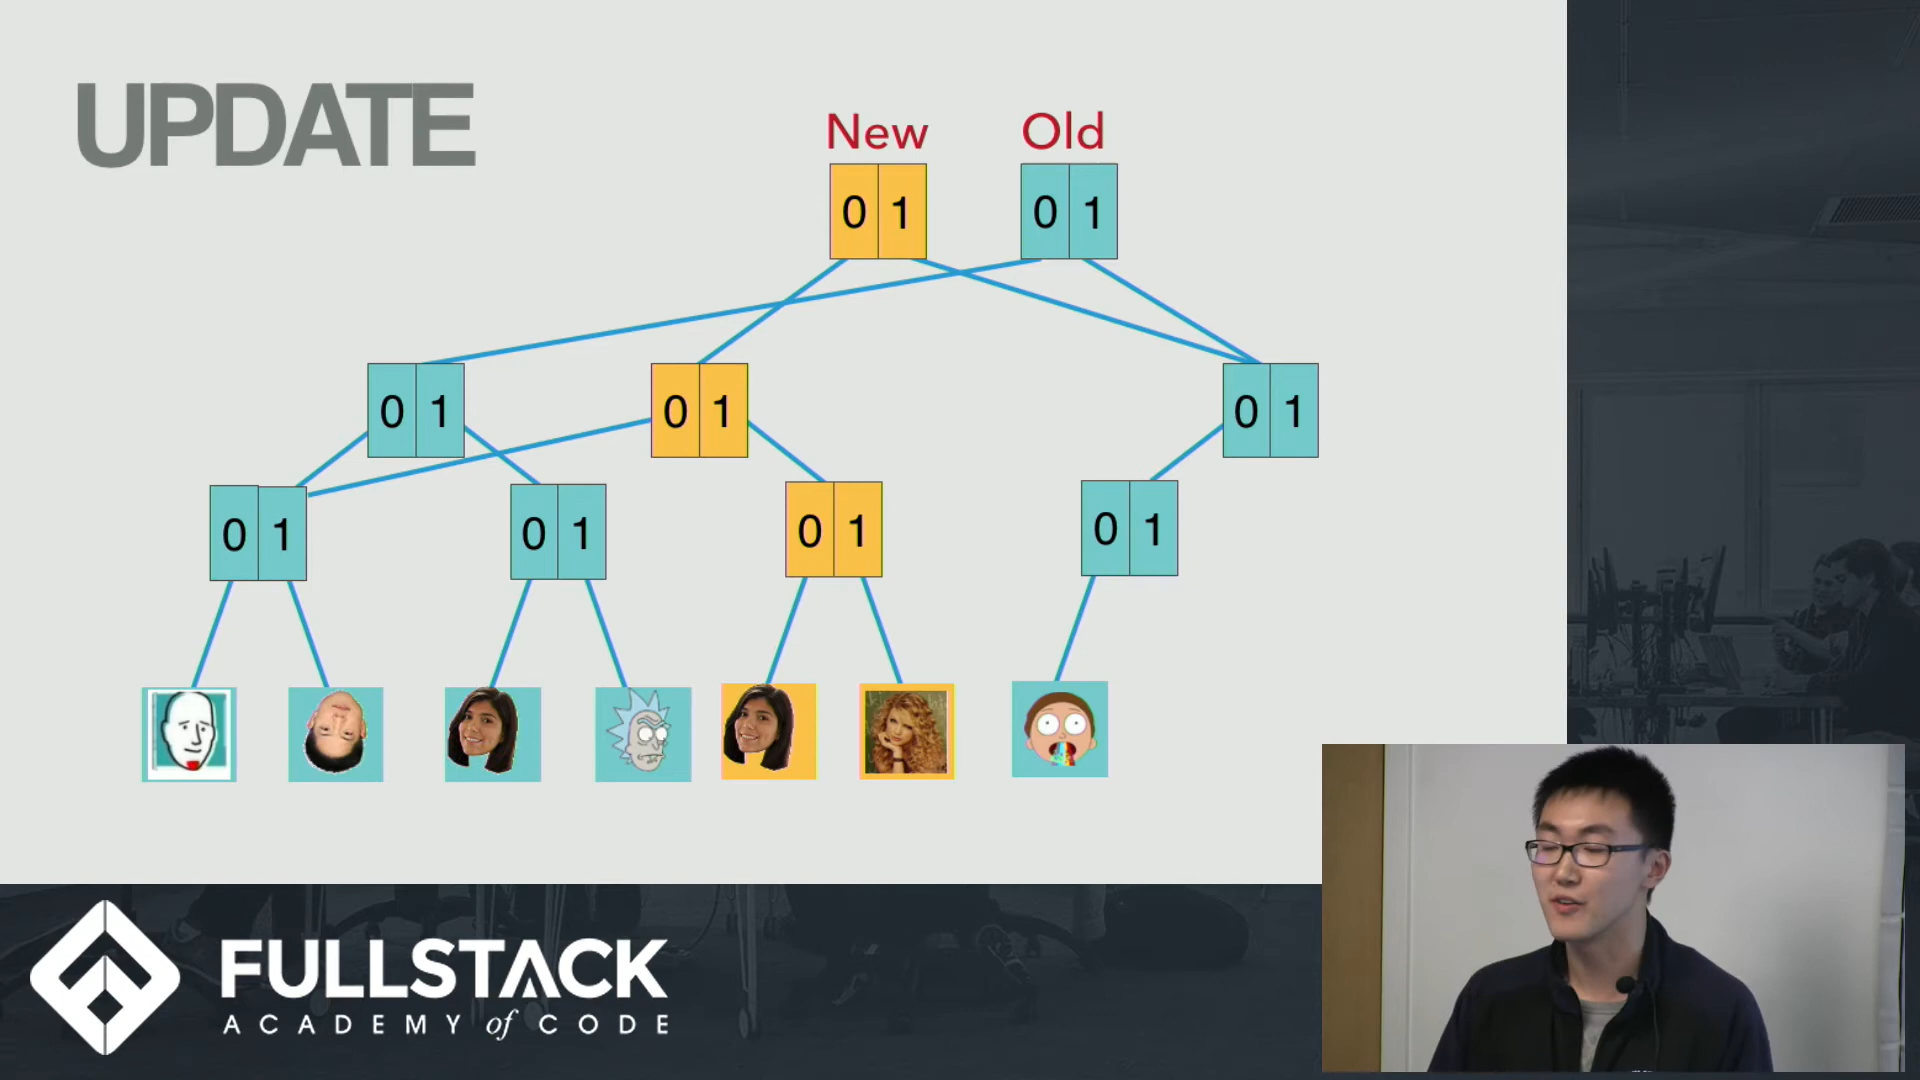 UPDATE
New Old
0 1 0 1
0 1 0 1 0 1
0 1 0 1 0 1 0 1
FULLSTACK
ACADEMY of CODE